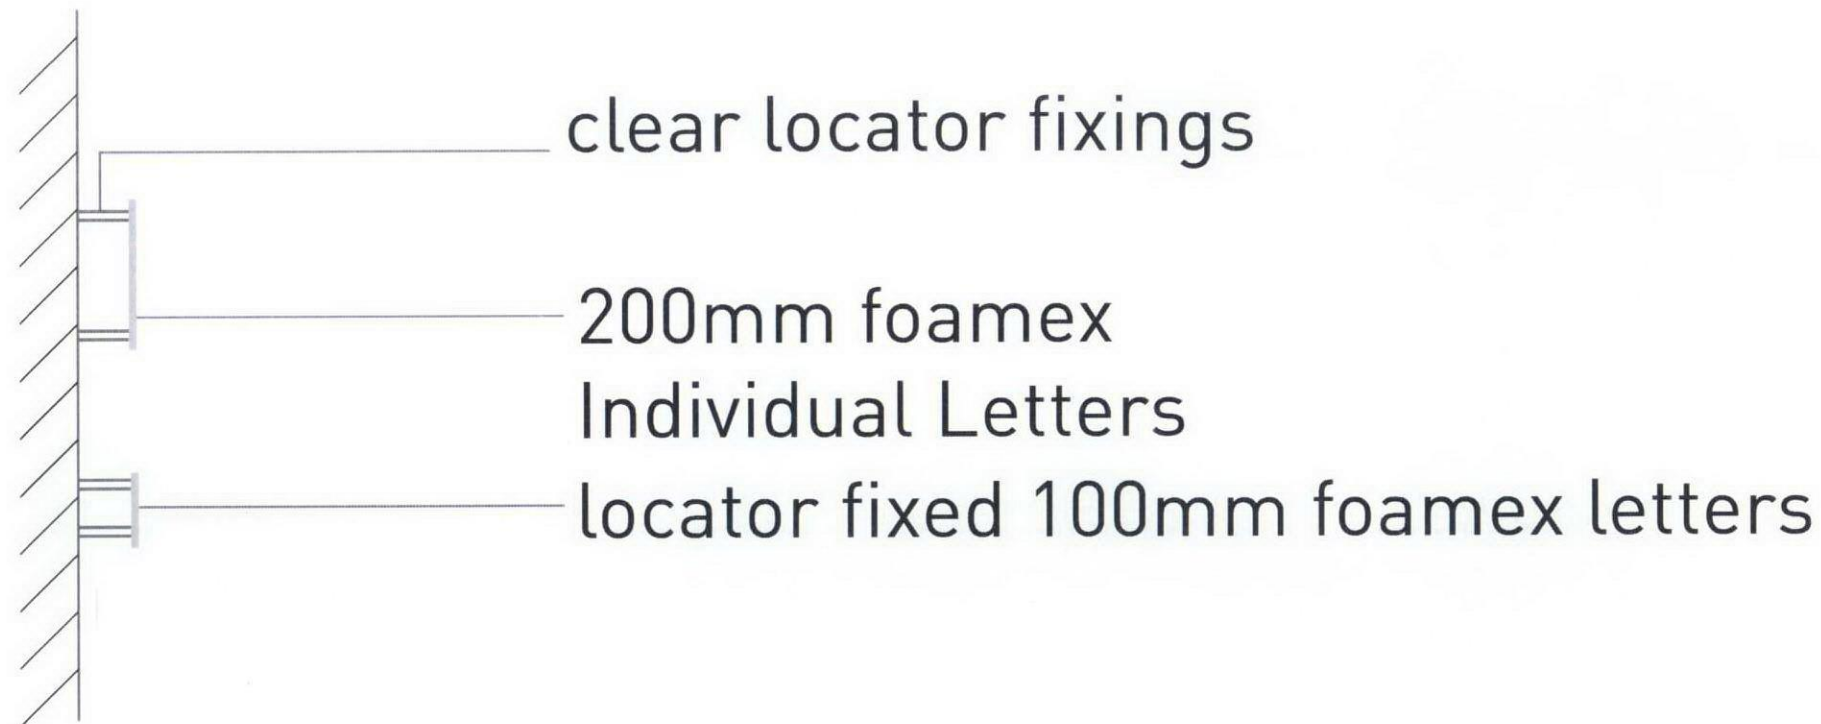 clear locator fixings
200mm foamex
Individual Letters
locator fixed 100mm foamex letters